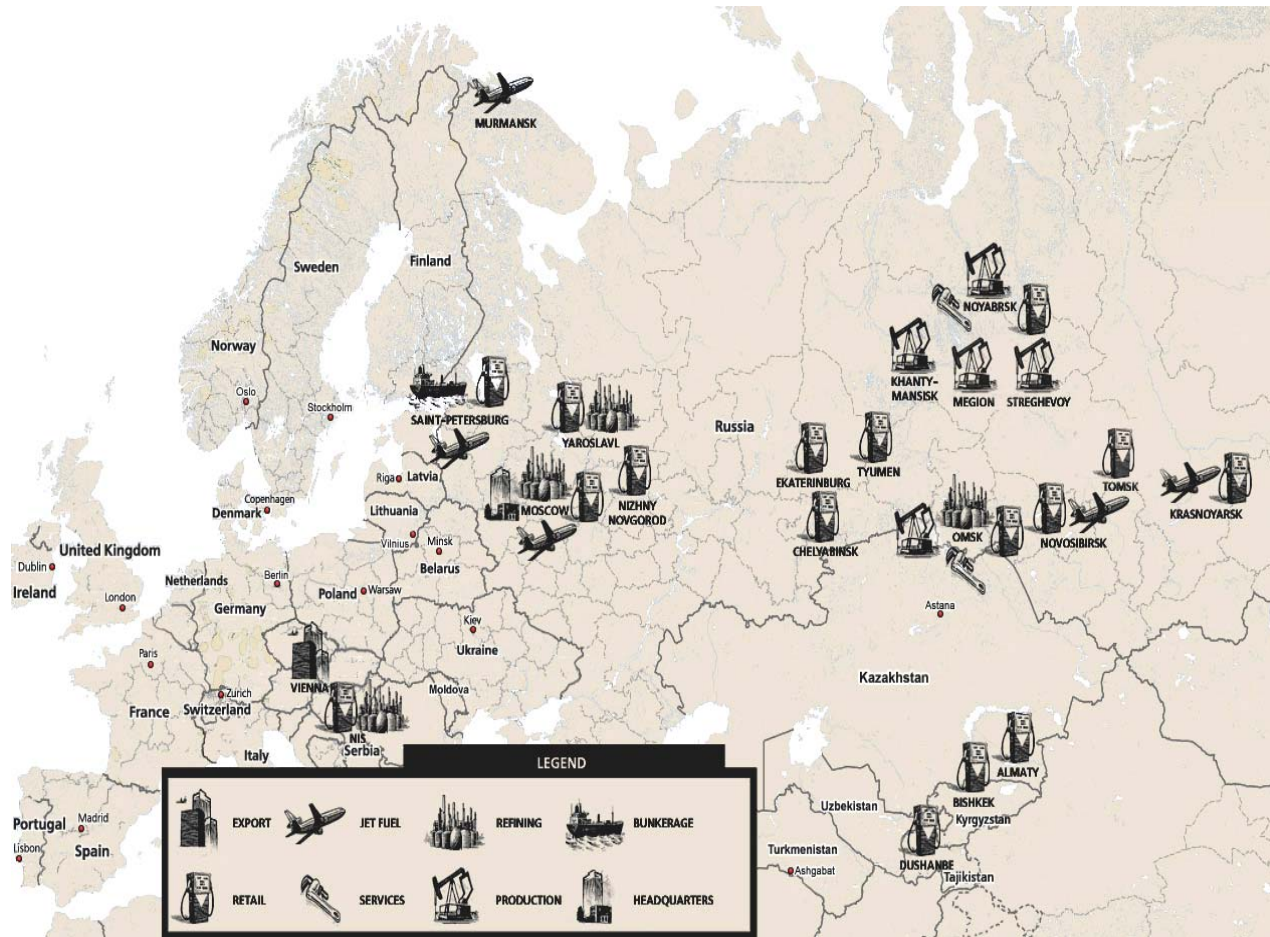 MURMANSK
Sweden
Finland
Norway
Oslo
Stockholm
SAINT-PETERSBURG
YAROSLAVL
Russia
NOYABRSK
KHANTY-
MANSISK
MEGION
STREGHEVOY
EKATERINBURG
TYUMEN
TOMSK
KRASNOYARSK
Riga
Latvia
MOSCOW
NIZHNY
NOVGOROD
CHELYABINSK
OMSK
NOVOSIBIRSK
Copenhagen
Denmark
Lithuania
Vilnius
Minsk
Belarus
United Kingdom
Dublin
Ireland
London
Netherlands
Berlin
Germany
Poland
Warsaw
Astana
Kiev
Ukraine
Paris
France
VIENNA
Zurich
Switzerland
Moldova
Kazakhstan
NIS
Serbia
Italy
ALMATY
BISHKEK
Kyrgyzstan
Uzbekistan
Turkmenistan
Ashgabat
DUSHANBE
Tajikistan
Portugal
Madrid
Lisbon
Spain
LEGEND
EXPORT
JET FUEL
REFINING
BUNKERAGE
RETAIL
SERVICES
PRODUCTION
HEADQUARTERS